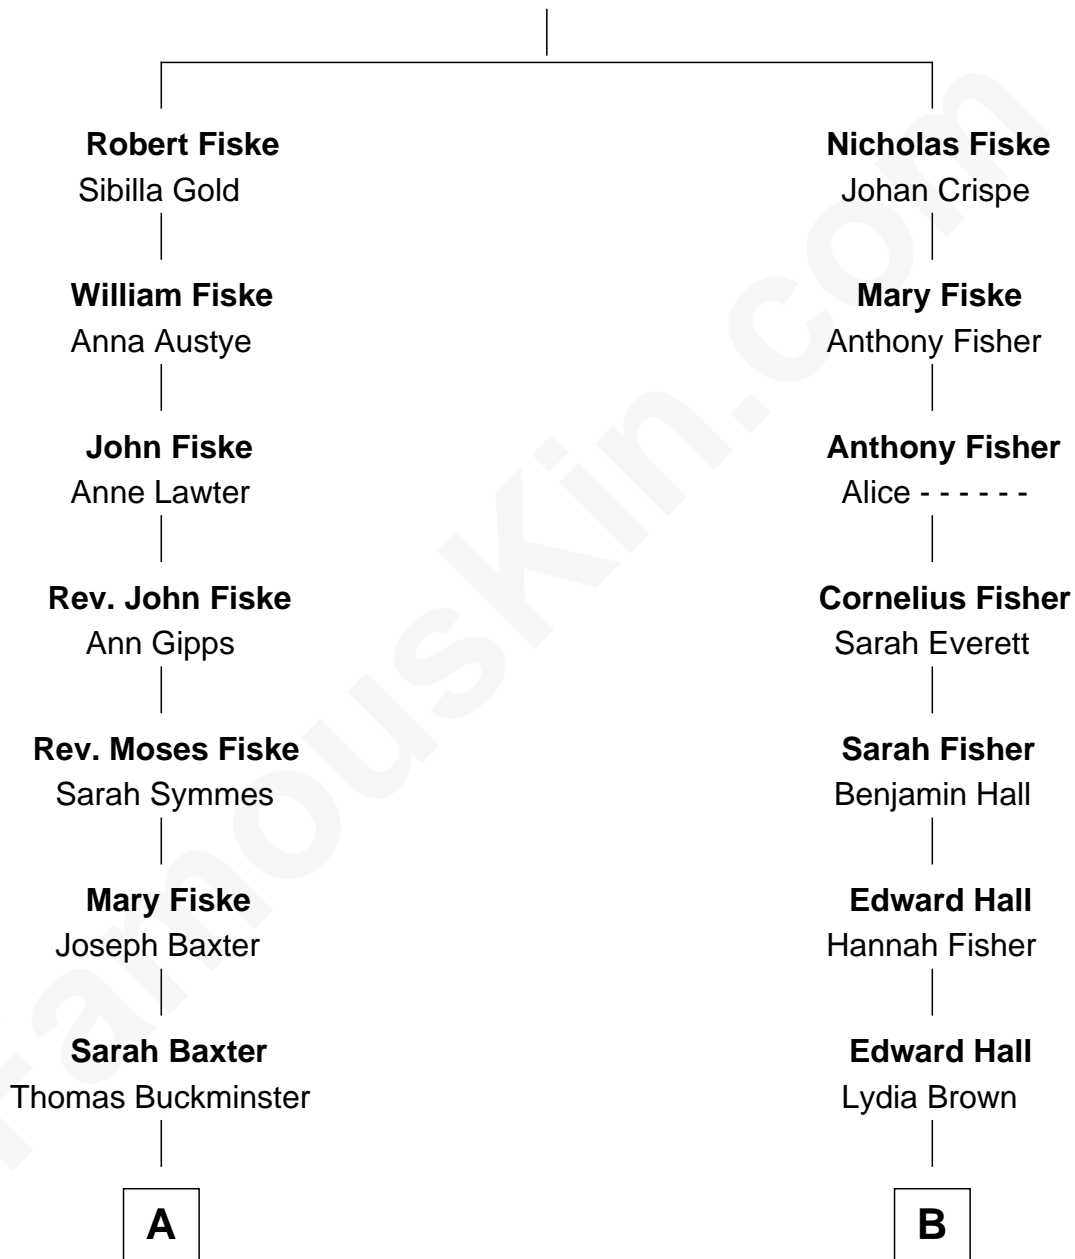 Robert Fiske
Sibilla Gold
William Fiske
Anna Austye
John Fiske
Anne Lawter
Rev. John Fiske
Ann Gipps
Rev. Moses Fiske
Sarah Symmes
Mary Fiske
Joseph Baxter
Sarah Baxter
Thomas Buckminster
A
Nicholas Fiske
Johan Crispe
Mary Fiske
Anthony Fisher
Anthony Fisher
Alice - - - - - -
Cornelius Fisher
Sarah Everett
Sarah Fisher
Benjamin Hall
Edward Hall
Hannah Fisher
Edward Hall
Lydia Brown
B
FamousKin.com